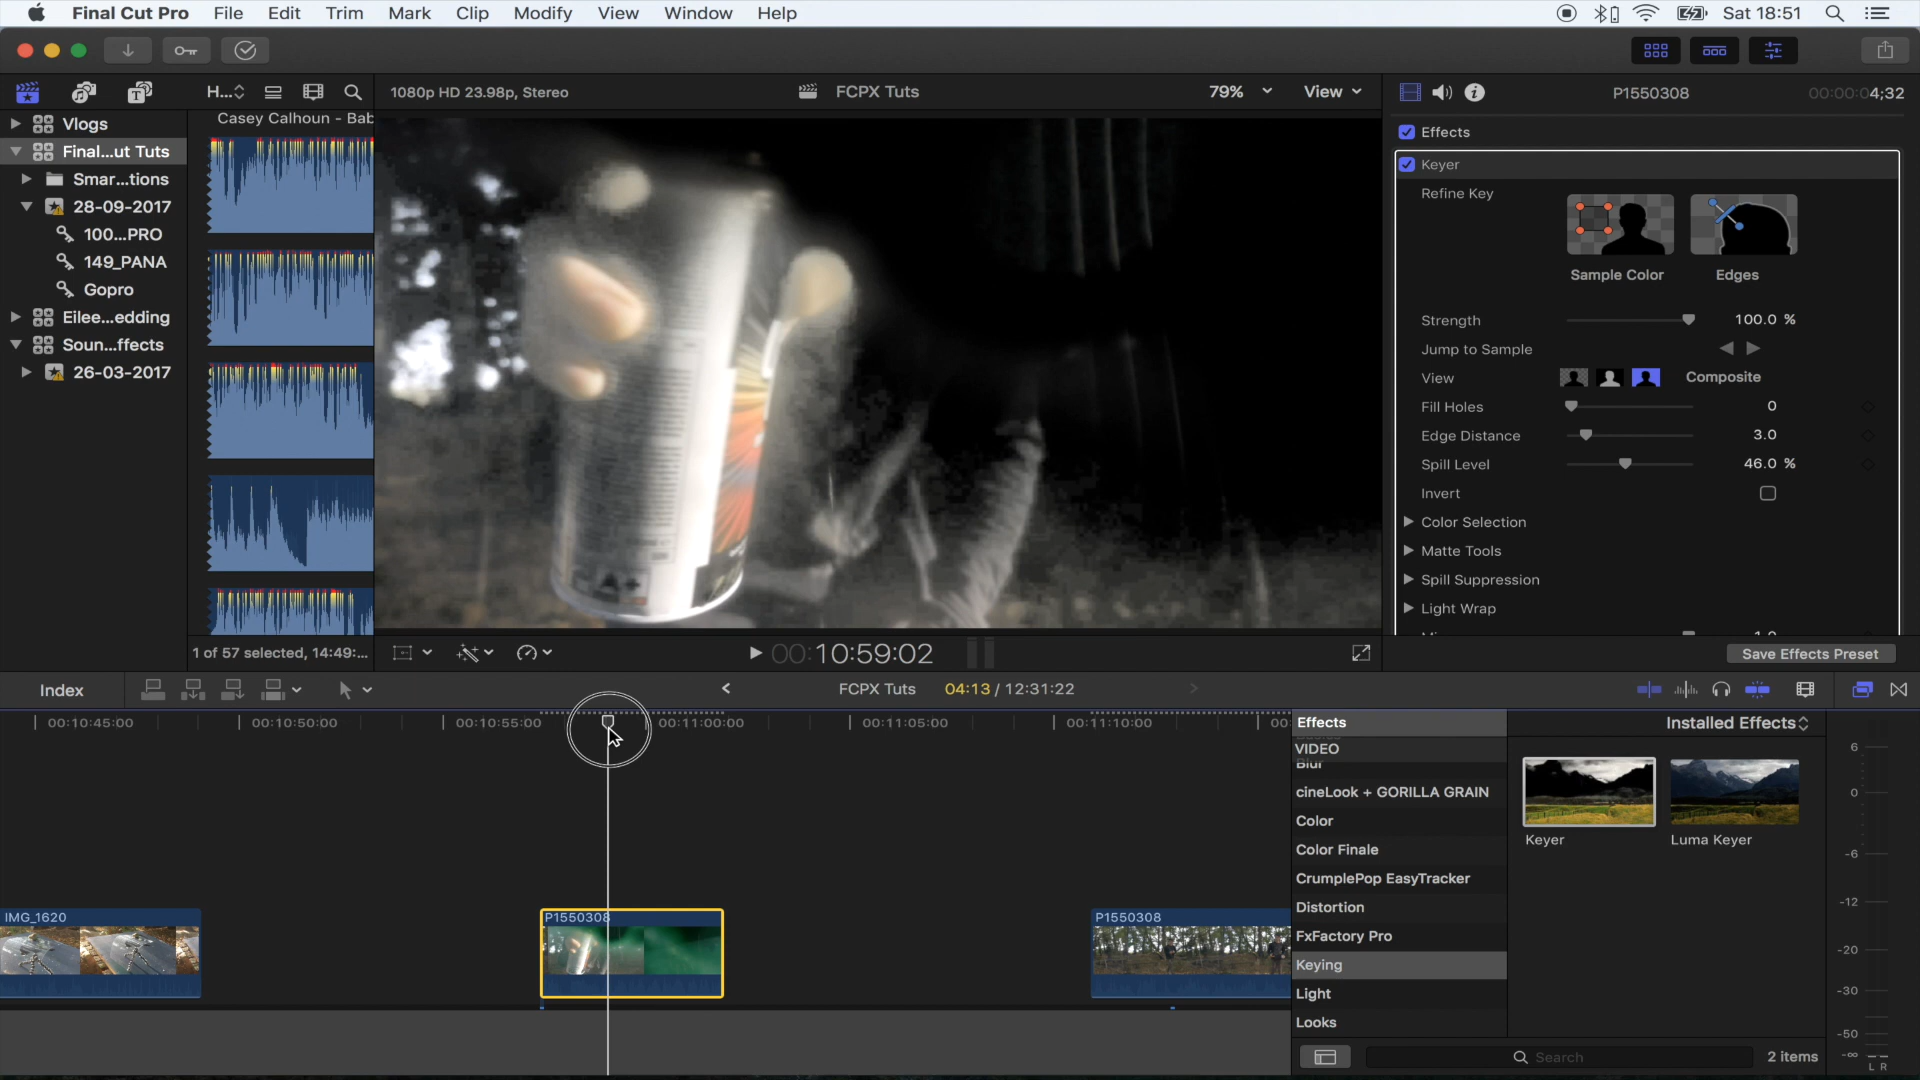 Final Cut Pro File Edit Trim Mark Clip Modify View Window Help Sat 18:51
H... 1080p HD 23.98p, Stereo FCPX Tuts 79% View P1550308 00:00:04;32
Vlogs
Final...ut Tuts
Smar...tions
28-09-2017
100...PRO
149_PANA
Gopro
Eilee...edding
Soun...ffects
26-03-2017
Casey Calhoun - Bab
1 of 57 selected, 14:49:...
00:10:59:02
Effects
Keyer
Refine Key
Sample Color Edges
Strength 100.0 %
Jump to Sample
View Composite
Fill Holes 0
Edge Distance 3.0
Spill Level 46.0 %
Invert
Color Selection
Matte Tools
Spill Suppression
Light Wrap
Save Effects Preset
Index FCPX Tuts 04:13 / 12:31:22
00:10:45:00 00:10:50:00 00:10:55:00 00:11:00:00 00:11:05:00 00:11:10:00 00:
IMG_1620 P1550308 P1550308
Effects Installed Effects
VIDEO
Blur
cineLook + GORILLA GRAIN
Color
Color Finale
CrumplePop EasyTracker
Distortion
FxFactory Pro
Keying
Light
Looks
Keyer Luma Keyer
Search 2 items
6
0
-6
-12
-20
-30
-50
-∞
L R